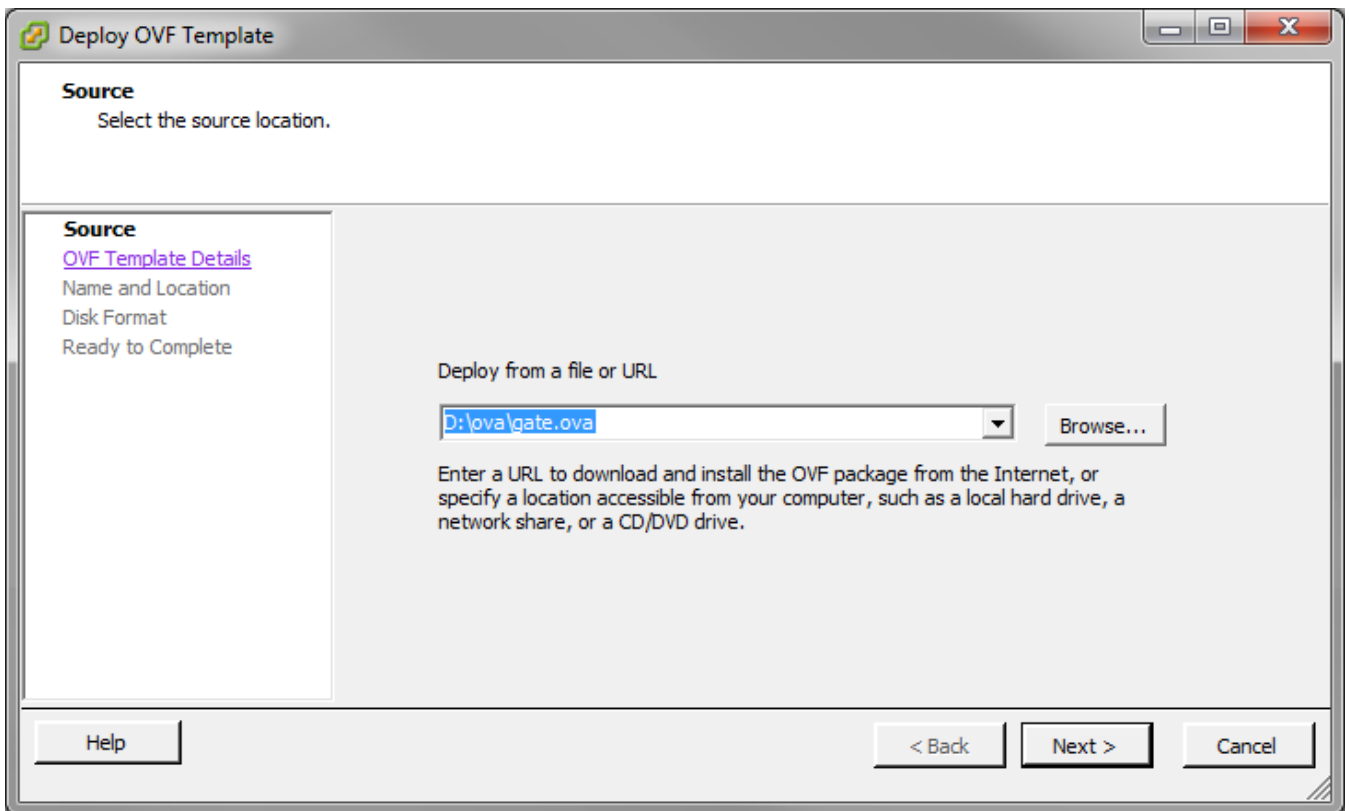 Deploy OVF Template
Source
Select the source location.
Source
OVF Template Details
Name and Location
Disk Format
Ready to Complete
Deploy from a file or URL
D:\ova\gate.ova
Browse...
Enter a URL to download and install the OVF package from the Internet, or
specify a location accessible from your computer, such as a local hard drive, a
network share, or a CD/DVD drive.
Help
< Back
Next >
Cancel